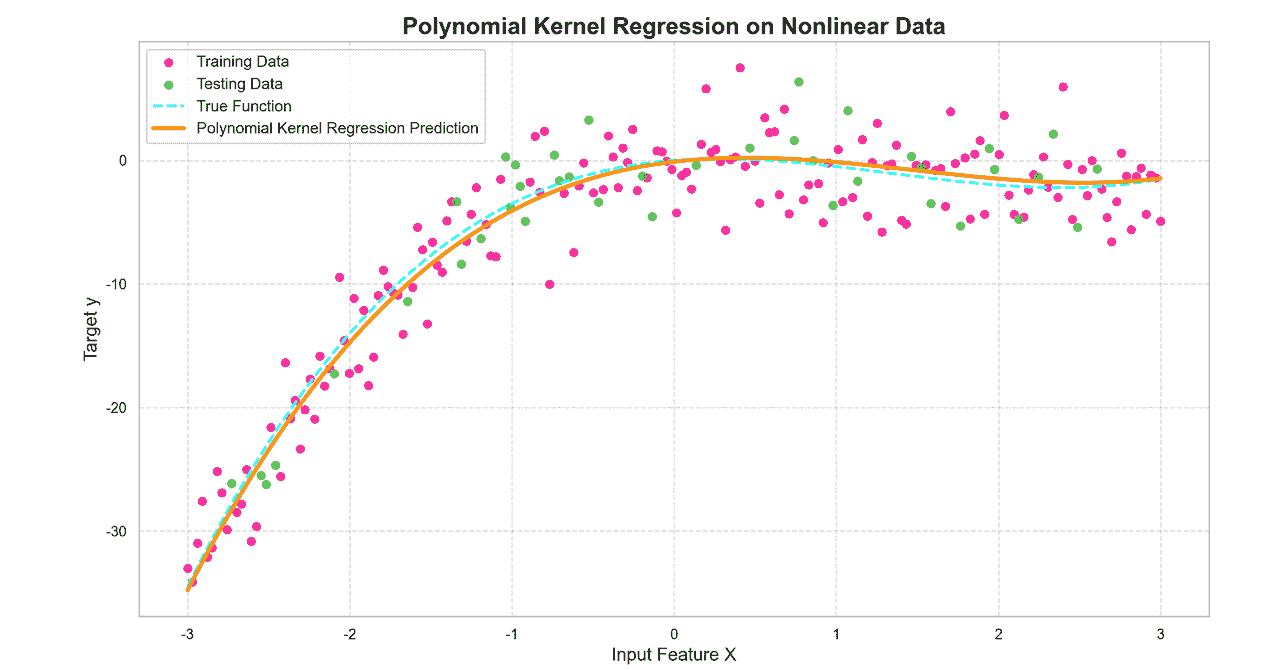 Polynomial Kernel Regression on Nonlinear Data
Training Data
Testing Data
True Function
Polynomial Kernel Regression Prediction
Target y
0
-10
-20
-30
-3 -2 -1 0 1 2 3
Input Feature X